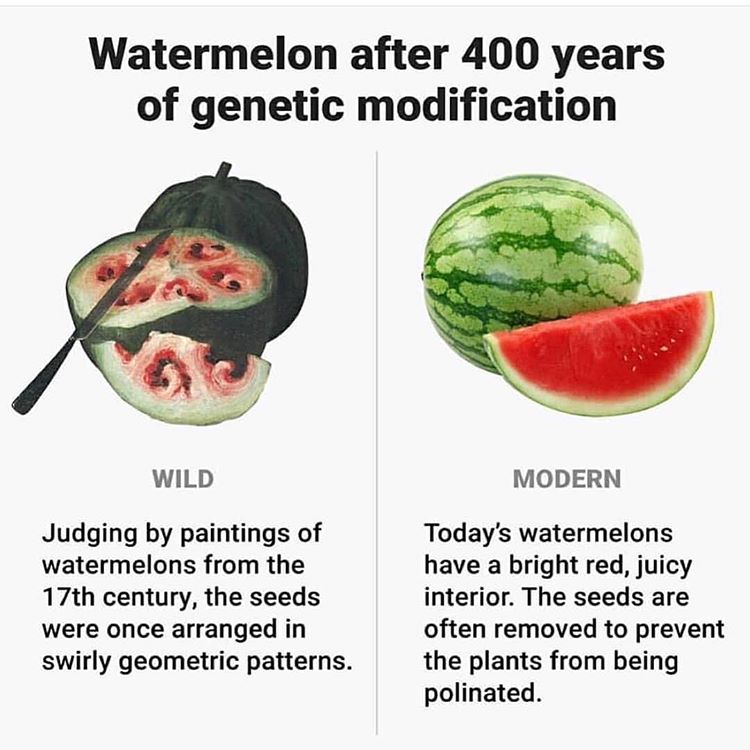 Watermelon after 400 years
of genetic modification
WILD
Judging by paintings of
watermelons from the
17th century, the seeds
were once arranged in
swirly geometric patterns.
MODERN
Today's watermelons
have a bright red, juicy
interior. The seeds are
often removed to prevent
the plants from being
polinated.